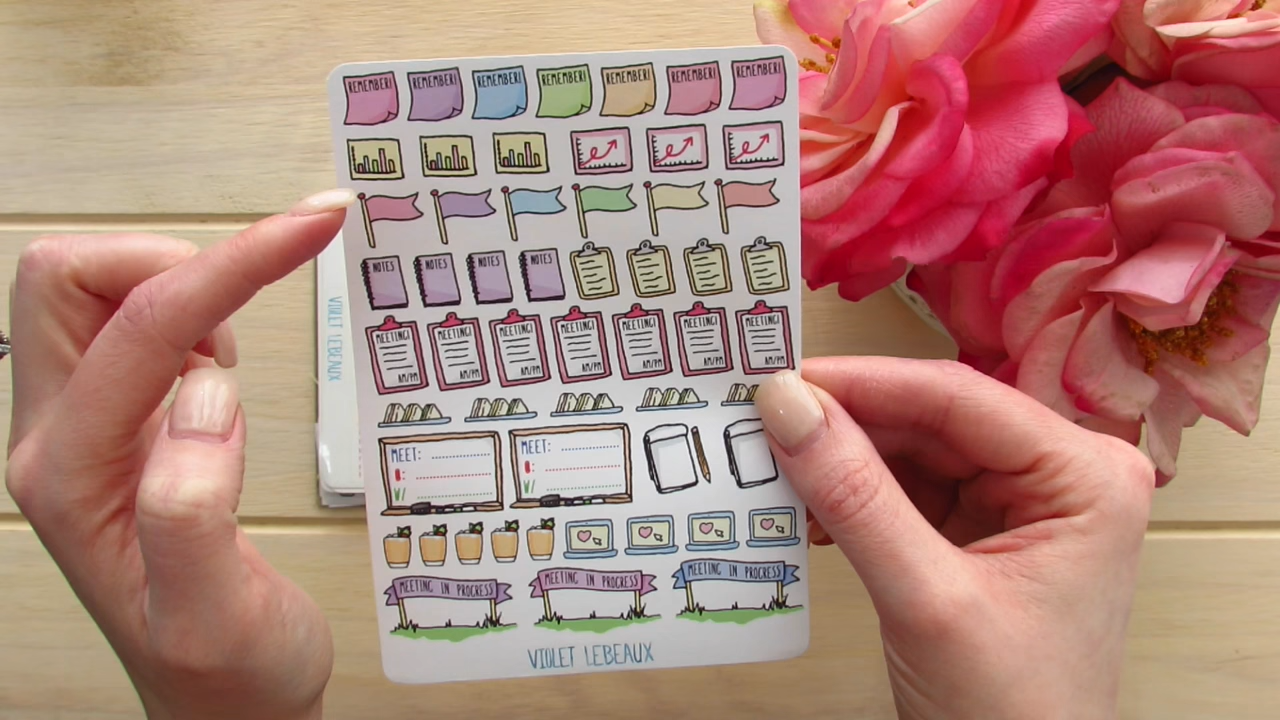 REMEMBER! REMEMBER! REMEMBER! REMEMBER! REMEMBER! REMEMBER! REMEMBER!
NOTES NOTES NOTES NOTES
MEETING! MEETING! MEETING! MEETING! MEETING! MEETING! MEETING!
AM/PM AM/PM AM/PM AM/PM AM/PM AM/PM AM/PM
MEET: MEET:
@: @:
W/ W/
MEETING IN PROGRESS MEETING IN PROGRESS MEETING IN PROGRESS
VIOLET LEBEAUX
VIOLET LEBEAUX